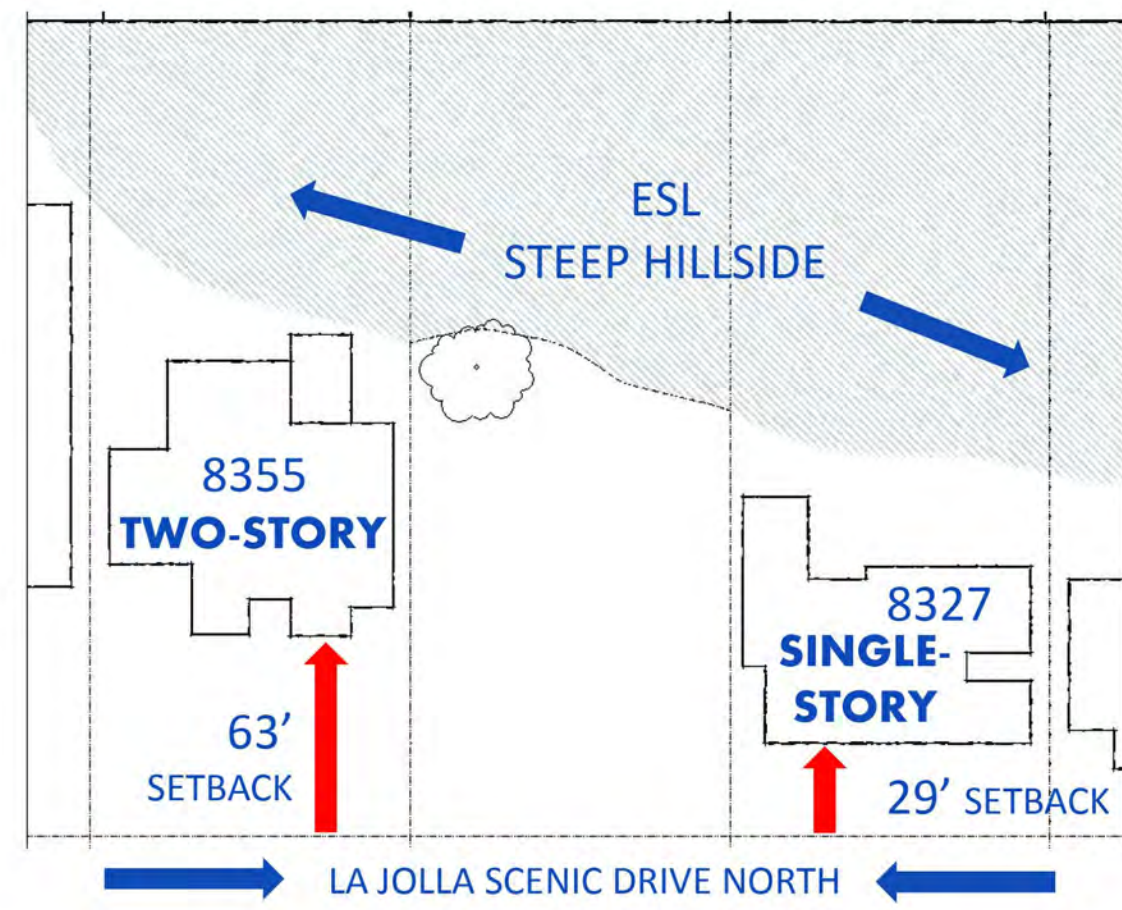 ESL
STEEP HILLSIDE
8355
TWO-STORY
8327
SINGLE-
STORY
63’
SETBACK
29’ SETBACK
LA JOLLA SCENIC DRIVE NORTH